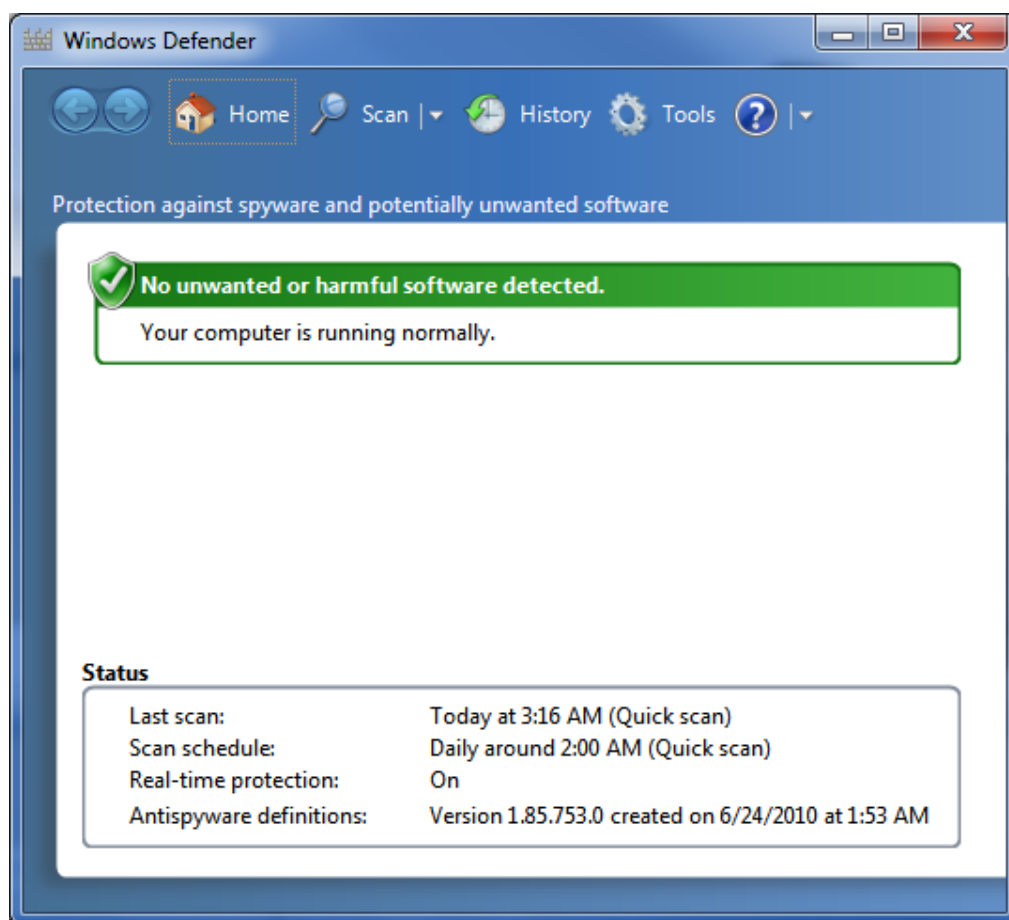 Windows Defender
Home Scan History Tools ?
Protection against spyware and potentially unwanted software
No unwanted or harmful software detected.
Your computer is running normally.
Status
Last scan: Today at 3:16 AM (Quick scan)
Scan schedule: Daily around 2:00 AM (Quick scan)
Real-time protection: On
Antispyware definitions: Version 1.85.753.0 created on 6/24/2010 at 1:53 AM